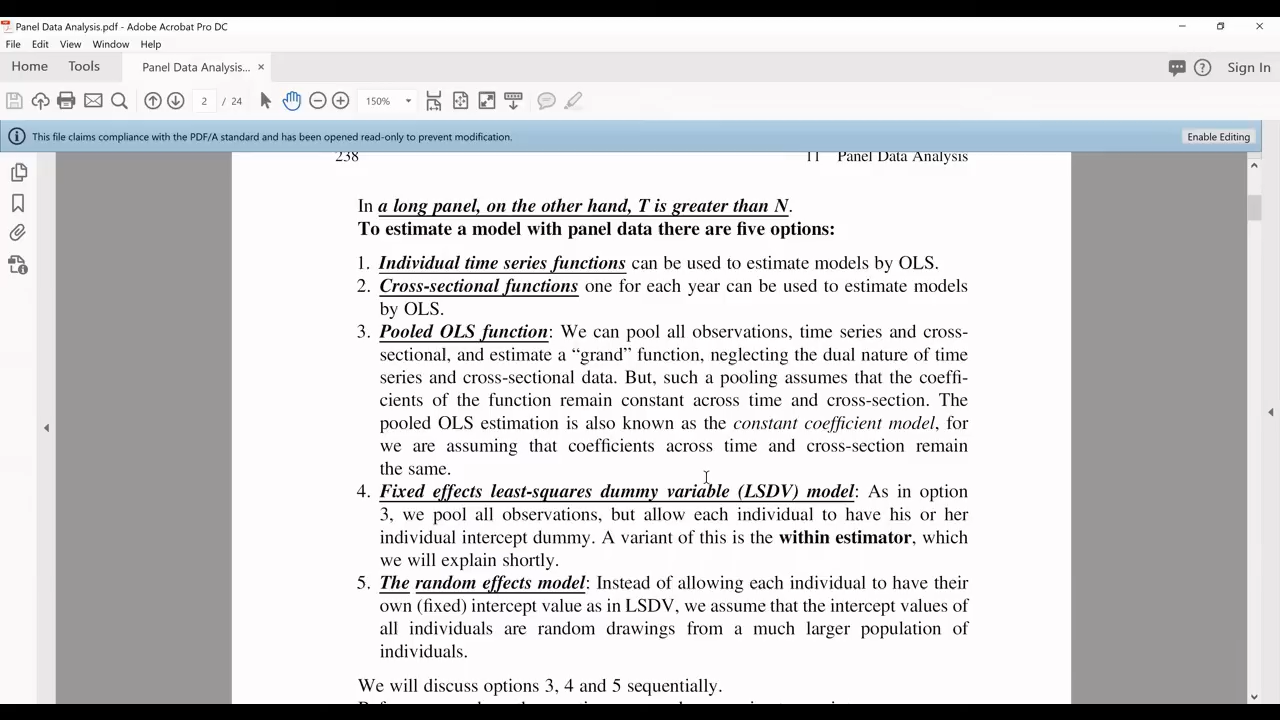 Panel Data Analysis.pdf - Adobe Acrobat Pro DC
File Edit View Window Help
Home Tools Panel Data Analysis... × Sign In
2 / 24 150%
This file claims compliance with the PDF/A standard and has been opened read-only to prevent modification. Enable Editing
238 11 Panel Data Analysis
In a long panel, on the other hand, T is greater than N.
To estimate a model with panel data there are five options:
1. Individual time series functions can be used to estimate models by OLS.
2. Cross-sectional functions one for each year can be used to estimate models
by OLS.
3. Pooled OLS function: We can pool all observations, time series and cross-
sectional, and estimate a “grand” function, neglecting the dual nature of time
series and cross-sectional data. But, such a pooling assumes that the coeffi-
cients of the function remain constant across time and cross-section. The
pooled OLS estimation is also known as the constant coefficient model, for
we are assuming that coefficients across time and cross-section remain
the same.
4. Fixed effects least-squares dummy variable (LSDV) model: As in option
3, we pool all observations, but allow each individual to have his or her
individual intercept dummy. A variant of this is the within estimator, which
we will explain shortly.
5. The random effects model: Instead of allowing each individual to have their
own (fixed) intercept value as in LSDV, we assume that the intercept values of
all individuals are random drawings from a much larger population of
individuals.
We will discuss options 3, 4 and 5 sequentially.